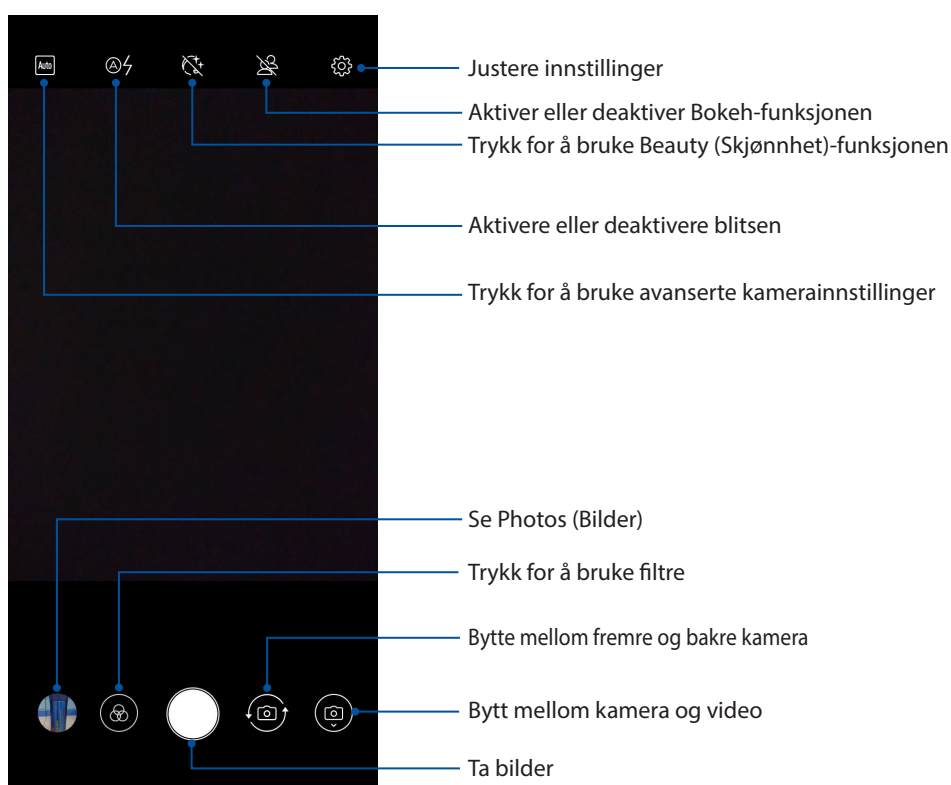 Auto
Justere innstillinger
Aktiver eller deaktiver Bokeh-funksjonen
Trykk for å bruke Beauty (Skjønnhet)-funksjonen
Aktivere eller deaktivere blitsen
Trykk for å bruke avanserte kamerainnstillinger
Se Photos (Bilder)
Trykk for å bruke filtre
Bytte mellom fremre og bakre kamera
Bytt mellom kamera og video
Ta bilder